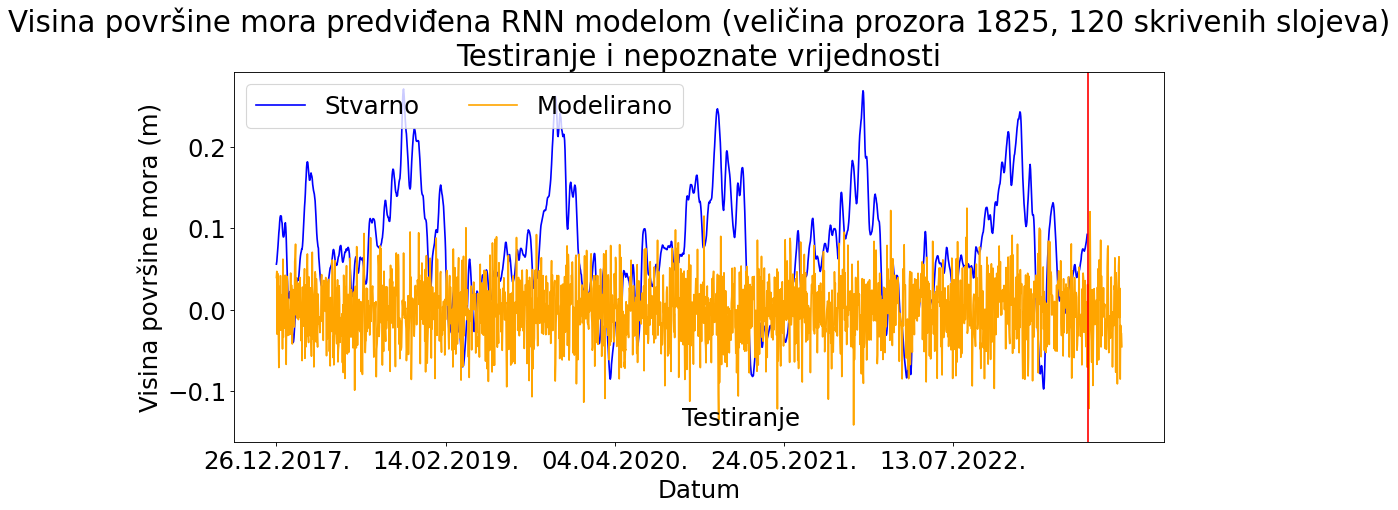 Visina površine mora predviđena RNN modelom (veličina prozora 1825, 120 skrivenih slojeva)
Testiranje i nepoznate vrijednosti
Stvarno Modelirano
Visina površine mora (m)
0.2
0.1
0.0
−0.1
Testiranje
26.12.2017. 14.02.2019. 04.04.2020. 24.05.2021. 13.07.2022.
Datum